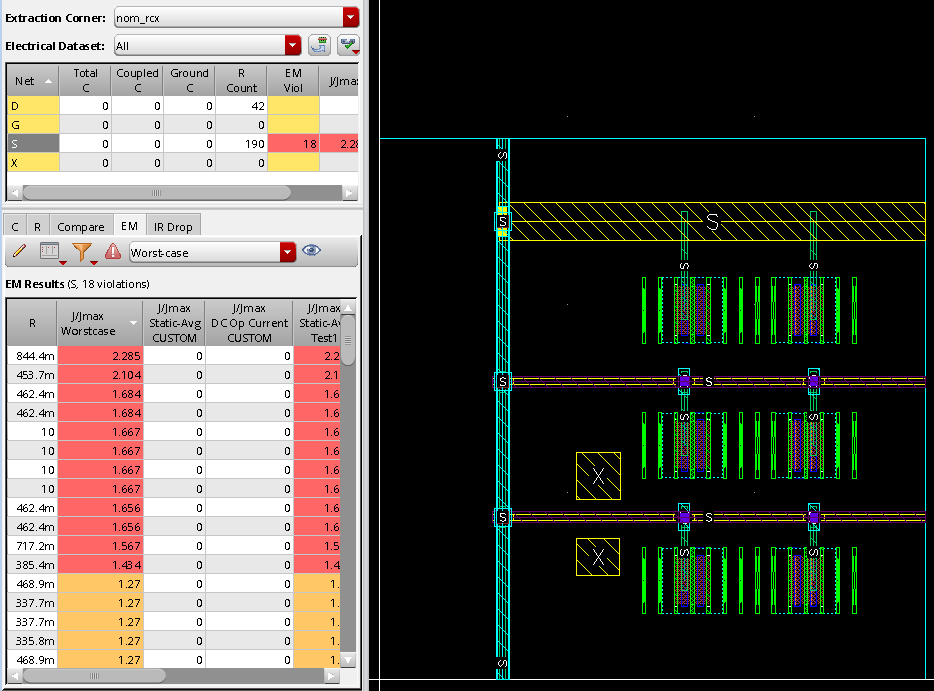 Extraction Corner: nom_rcx
Electrical Dataset: All
Net Total C Coupled C Ground C R Count EM Viol J/Jma
D 0 0 0 42
G 0 0 0 0
S 0 0 0 190 18 2.28
X 0 0 0 0
C R Compare EM IR Drop
Worst-case
EM Results (S, 18 violations)
R J/Jmax Worstcase J/Jmax Static-Avg CUSTOM J/Jmax DC Op Current CUSTOM J/Jmax Static-Av Test1
844.4m 2.285 0 0 2.2
453.7m 2.104 0 0 2.1
462.4m 1.684 0 0 1.6
462.4m 1.684 0 0 1.6
10 1.667 0 0 1.6
10 1.667 0 0 1.6
10 1.667 0 0 1.6
10 1.667 0 0 1.6
462.4m 1.656 0 0 1.6
462.4m 1.656 0 0 1.6
717.2m 1.567 0 0 1.5
385.4m 1.434 0 0 1.4
468.9m 1.27 0 0 1.
337.7m 1.27 0 0 1.
337.7m 1.27 0 0 1.
335.8m 1.27 0 0 1.
468.9m 1.27 0 0 1.
S
S S
S S
S S
S S
X
S S
X S S
S